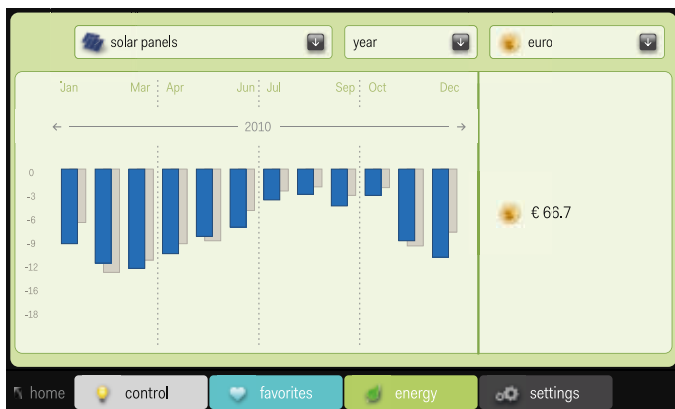 solar panels year euro
Jan Mar Apr Jun Jul Sep Oct Dec
← 2010 →
0
-3
-6
-9
-12
-16
-18
€ 66.7
home control favorites energy settings